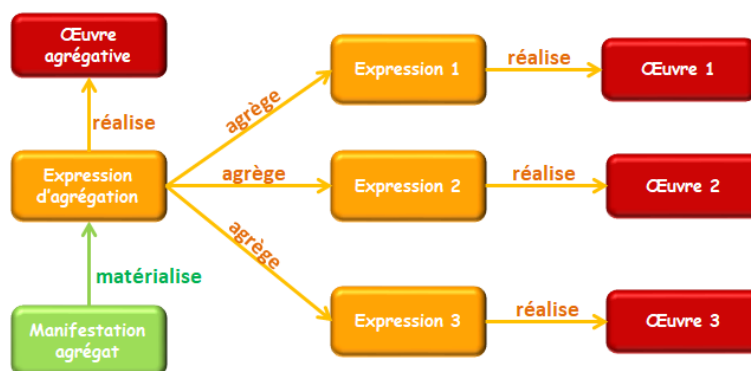 Œuvre
agrégative
réalise
Expression
d'agrégation
matérialise
Manifestation
agrégat
agrège
Expression 1
réalise
Œuvre 1
agrège
Expression 2
réalise
Œuvre 2
agrège
Expression 3
réalise
Œuvre 3